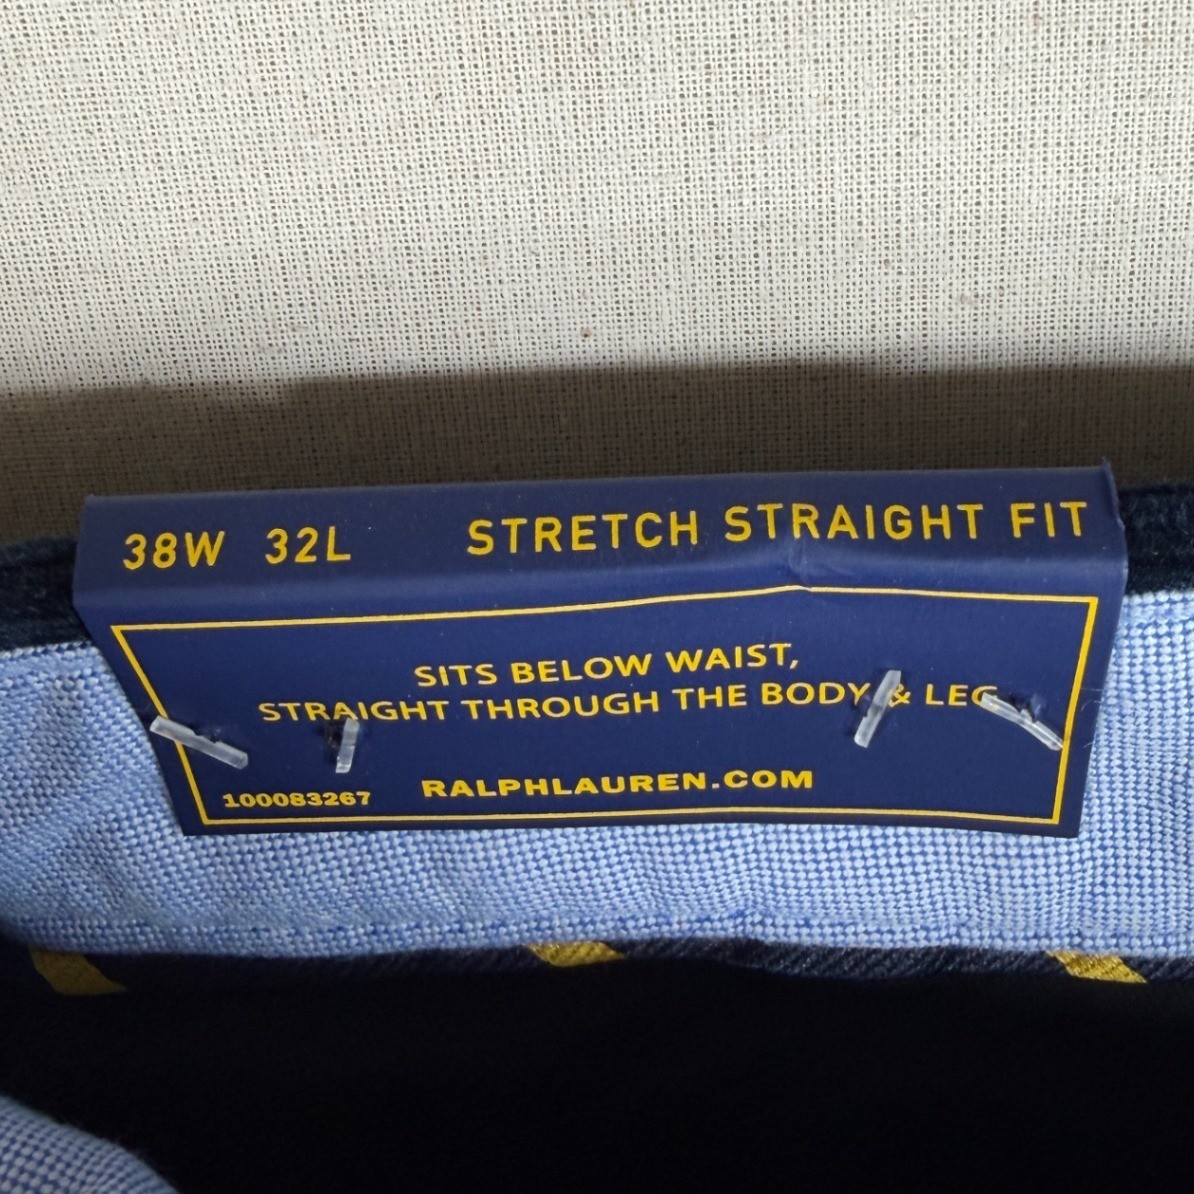 38W 32L STRETCH STRAIGHT FIT
SITS BELOW WAIST,
STRAIGHT THROUGH THE BODY & LEG
100083267 RALPHLAUREN.COM